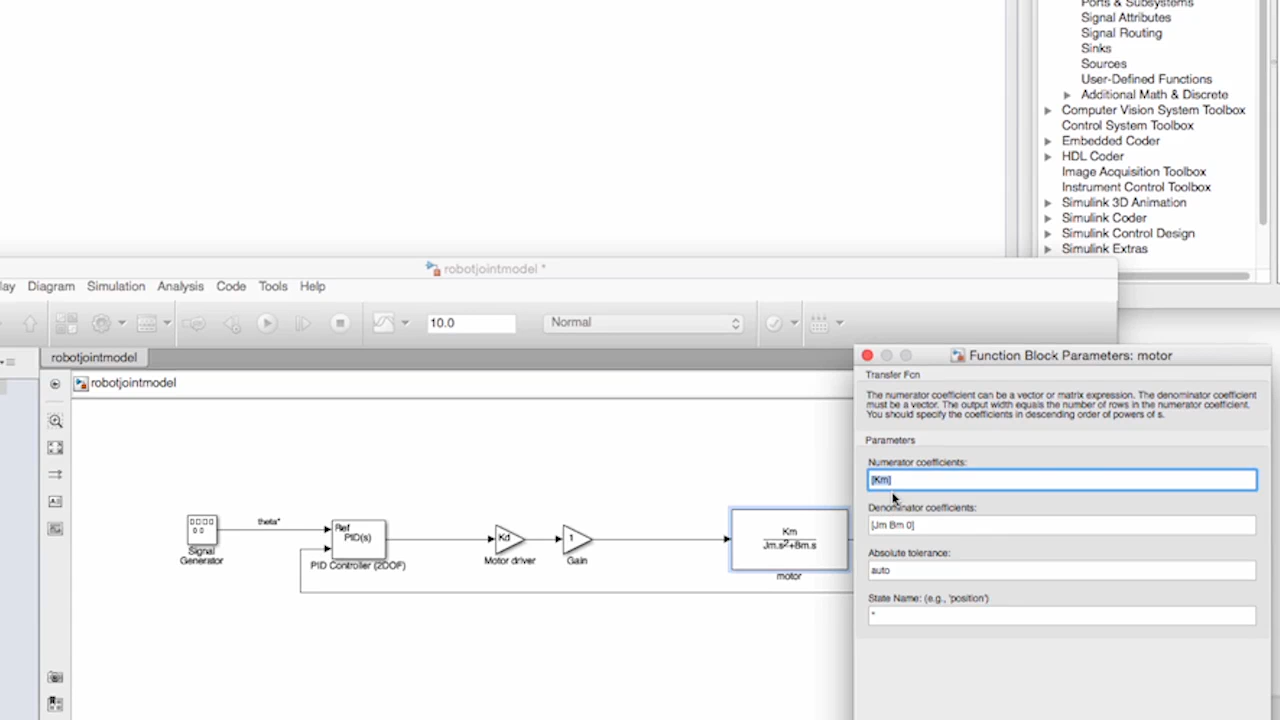 Ports & Subsystems
Signal Attributes
Signal Routing
Sinks
Sources
User-Defined Functions
Additional Math & Discrete
Computer Vision System Toolbox
Control System Toolbox
Embedded Coder
HDL Coder
Image Acquisition Toolbox
Instrument Control Toolbox
Simulink 3D Animation
Simulink Coder
Simulink Control Design
Simulink Extras
robotjointmodel *
lay Diagram Simulation Analysis Code Tools Help
10.0 Normal
robotjointmodel
robotjointmodel
Signal
Generator
theta*
Ref
PID(s)
PID Controller (2DOF)
Kd
Motor driver
1
Gain
Km
Jm.s²+Bm.s
motor
Function Block Parameters: motor
Transfer Fcn
The numerator coefficient can be a vector or matrix expression. The denominator coefficient
must be a vector. The output width equals the number of rows in the numerator coefficient.
You should specify the coefficients in descending order of powers of s.
Parameters
Numerator coefficients:
[Km]
Denominator coefficients:
[Jm Bm 0]
Absolute tolerance:
auto
State Name: (e.g., 'position')
''